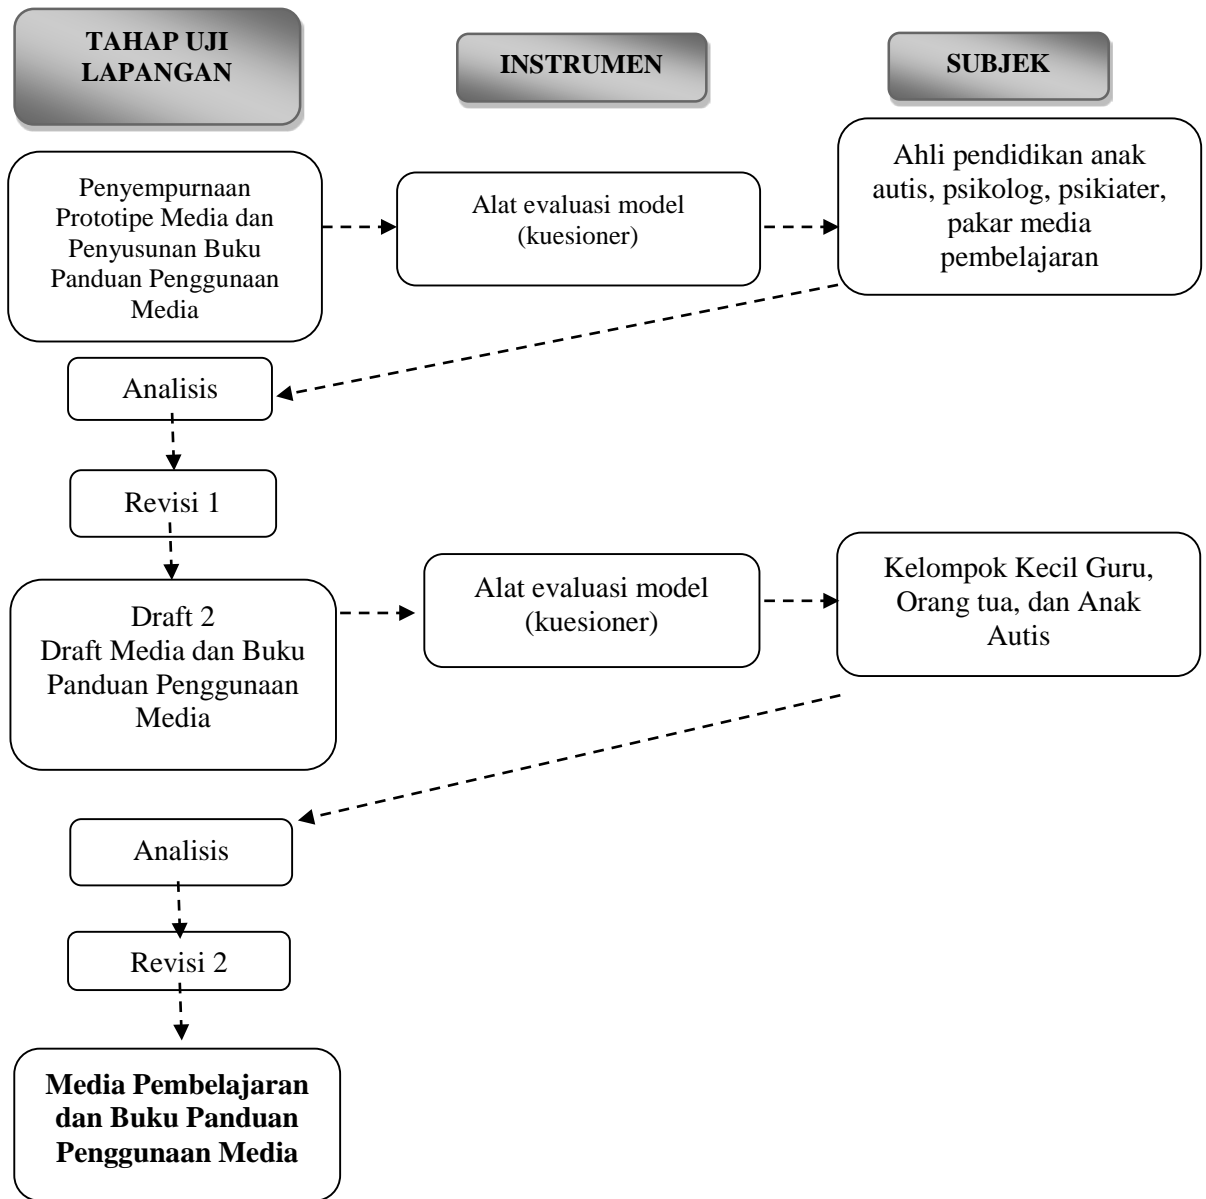 TAHAP UJI
LAPANGAN
INSTRUMEN
SUBJEK
Penyempurnaan
Prototipe Media dan
Penyusunan Buku
Panduan Penggunaan
Media
Alat evaluasi model
(kuesioner)
Ahli pendidikan anak
autis, psikolog, psikiater,
pakar media
pembelajaran
Analisis
Revisi 1
Draft 2
Draft Media dan Buku
Panduan Penggunaan
Media
Alat evaluasi model
(kuesioner)
Kelompok Kecil Guru,
Orang tua, dan Anak
Autis
Analisis
Revisi 2
Media Pembelajaran
dan Buku Panduan
Penggunaan Media